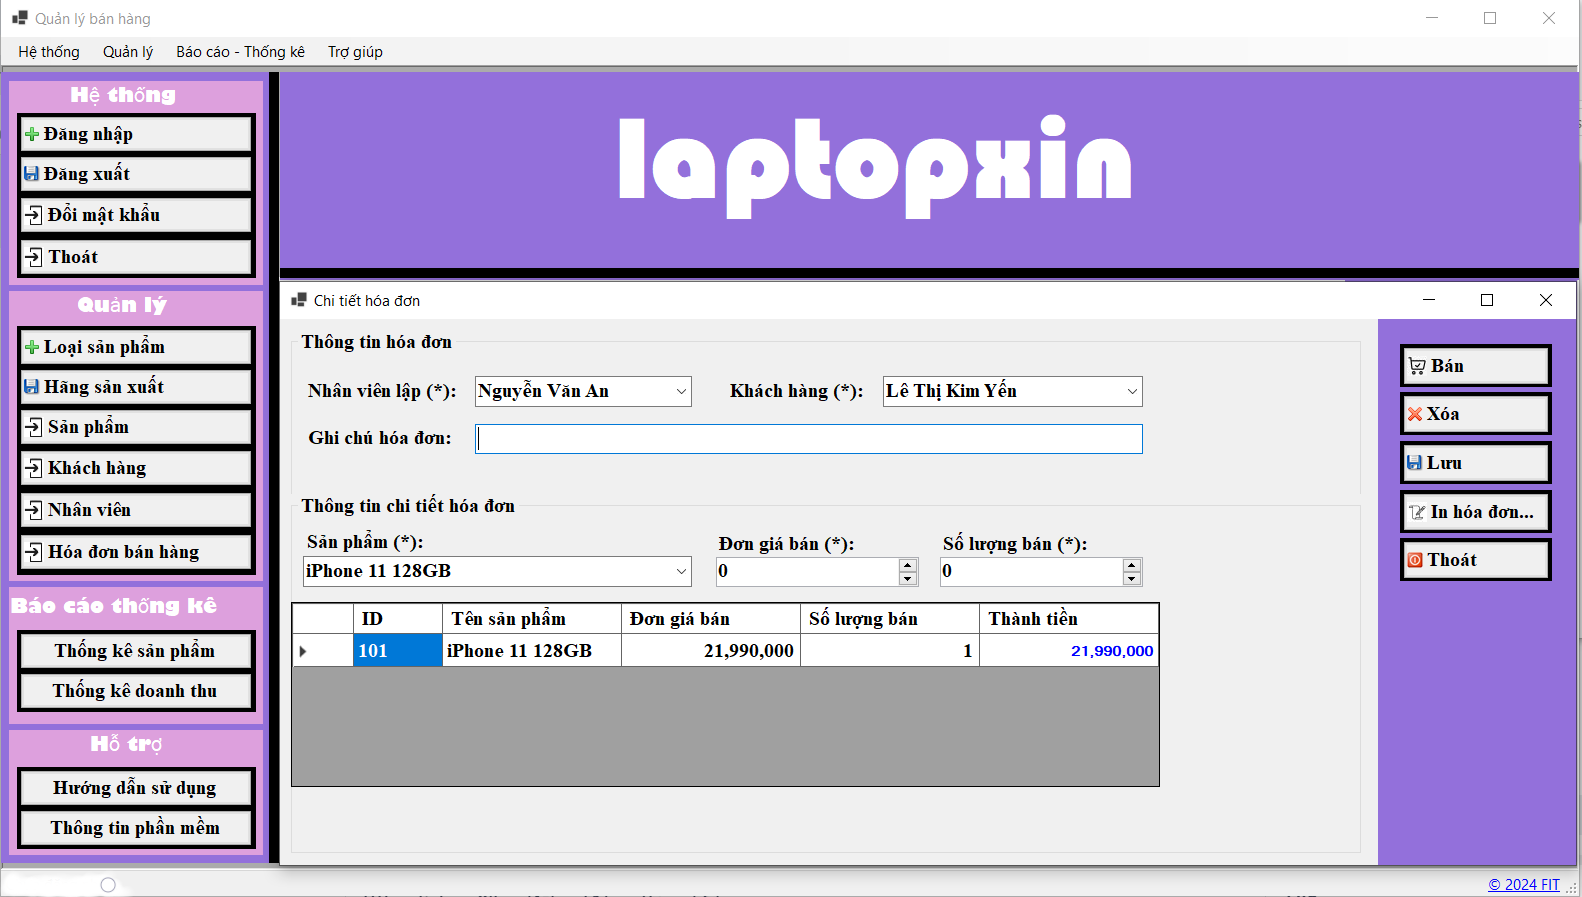 Quản lý bán hàng
Hệ thống Quản lý Báo cáo - Thống kê Trợ giúp
Hệ thống
Đăng nhập
Đăng xuất
Đổi mật khẩu
Thoát
Quản lý
Loại sản phẩm
Hãng sản xuất
Sản phẩm
Khách hàng
Nhân viên
Hóa đơn bán hàng
Báo cáo thống kê
Thống kê sản phẩm
Thống kê doanh thu
Hỗ trợ
Hướng dẫn sử dụng
Thông tin phần mềm
laptopxin
Chi tiết hóa đơn
Thông tin hóa đơn
Nhân viên lập (*): Nguyễn Văn An Khách hàng (*): Lê Thị Kim Yến
Ghi chú hóa đơn:
Thông tin chi tiết hóa đơn
Sản phẩm (*): Đơn giá bán (*): Số lượng bán (*):
iPhone 11 128GB 0 0
ID Tên sản phẩm Đơn giá bán Số lượng bán Thành tiền
101 iPhone 11 128GB 21,990,000 1 21,990,000
Bán
Xóa
Lưu
In hóa đơn...
Thoát
© 2024 FIT